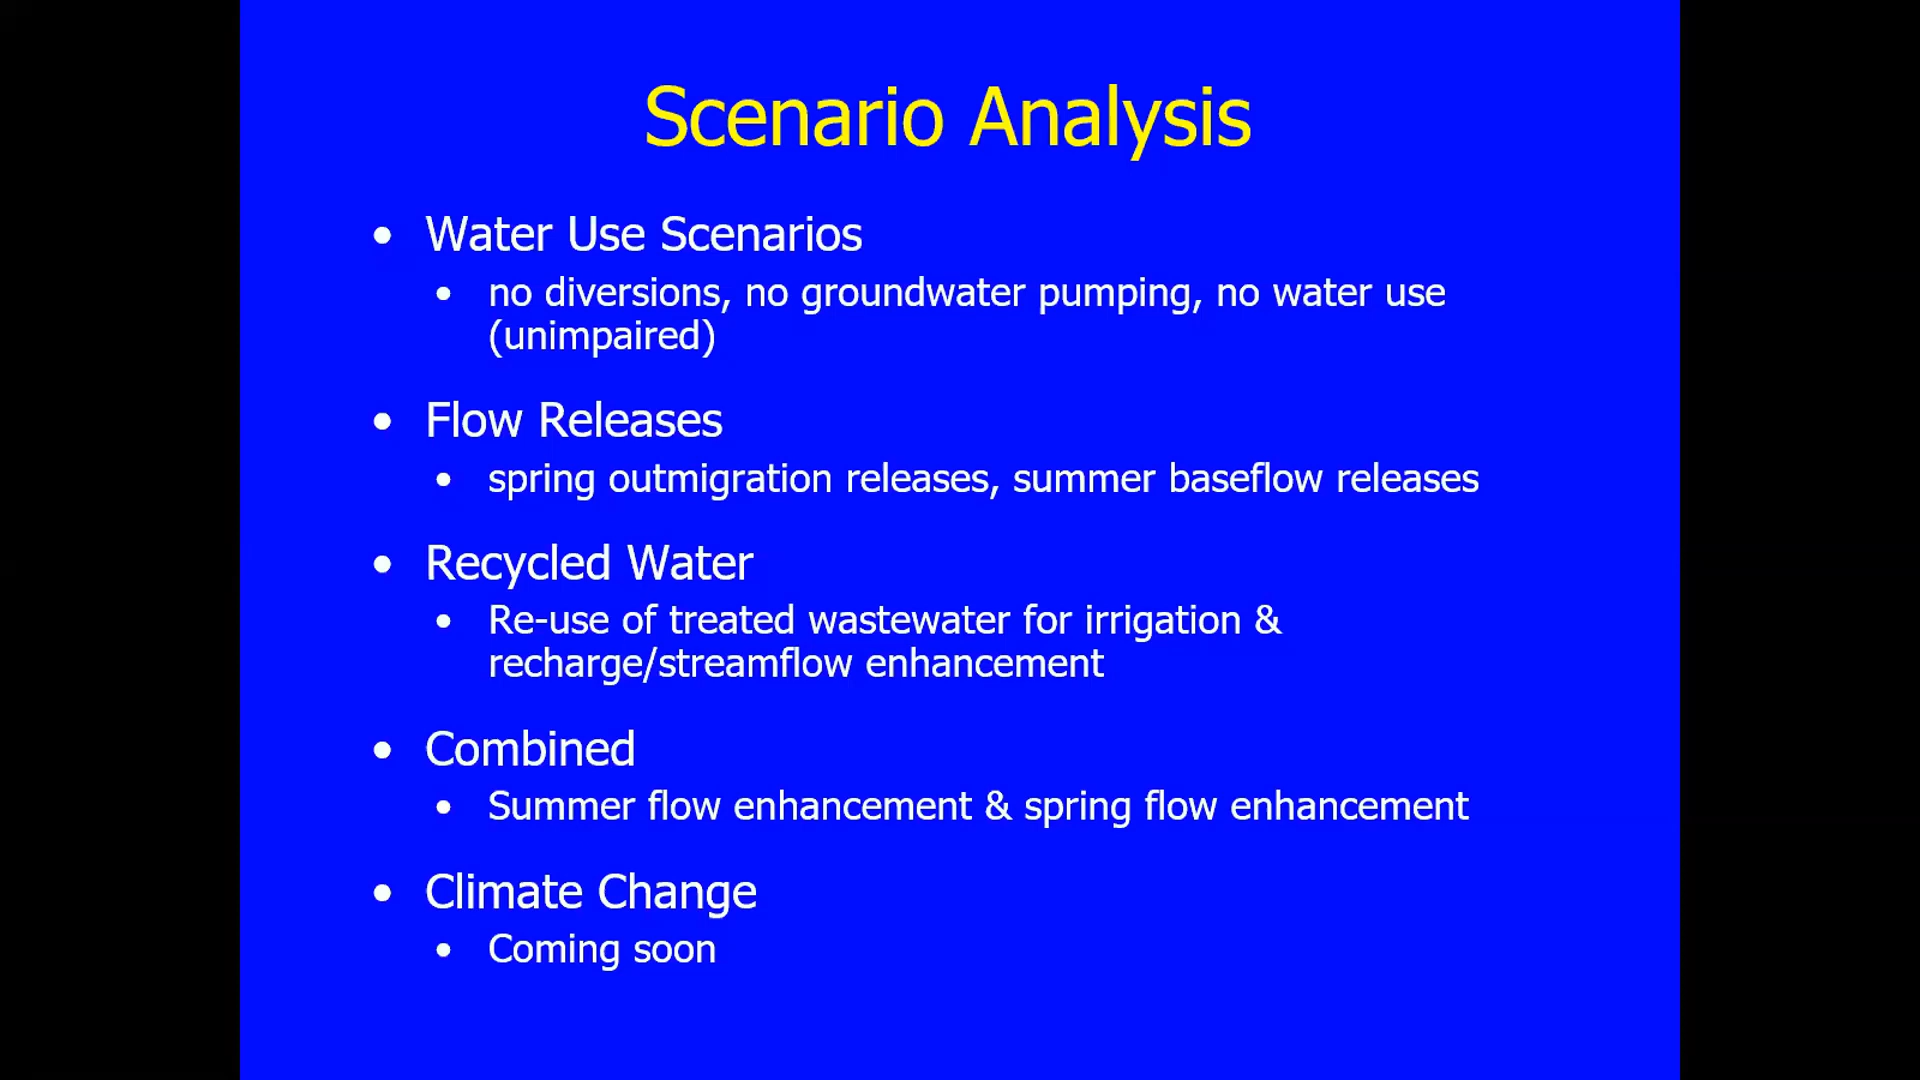 Scenario Analysis
• Water Use Scenarios
• no diversions, no groundwater pumping, no water use
(unimpaired)
• Flow Releases
• spring outmigration releases, summer baseflow releases
• Recycled Water
• Re-use of treated wastewater for irrigation &
recharge/streamflow enhancement
• Combined
• Summer flow enhancement & spring flow enhancement
• Climate Change
• Coming soon